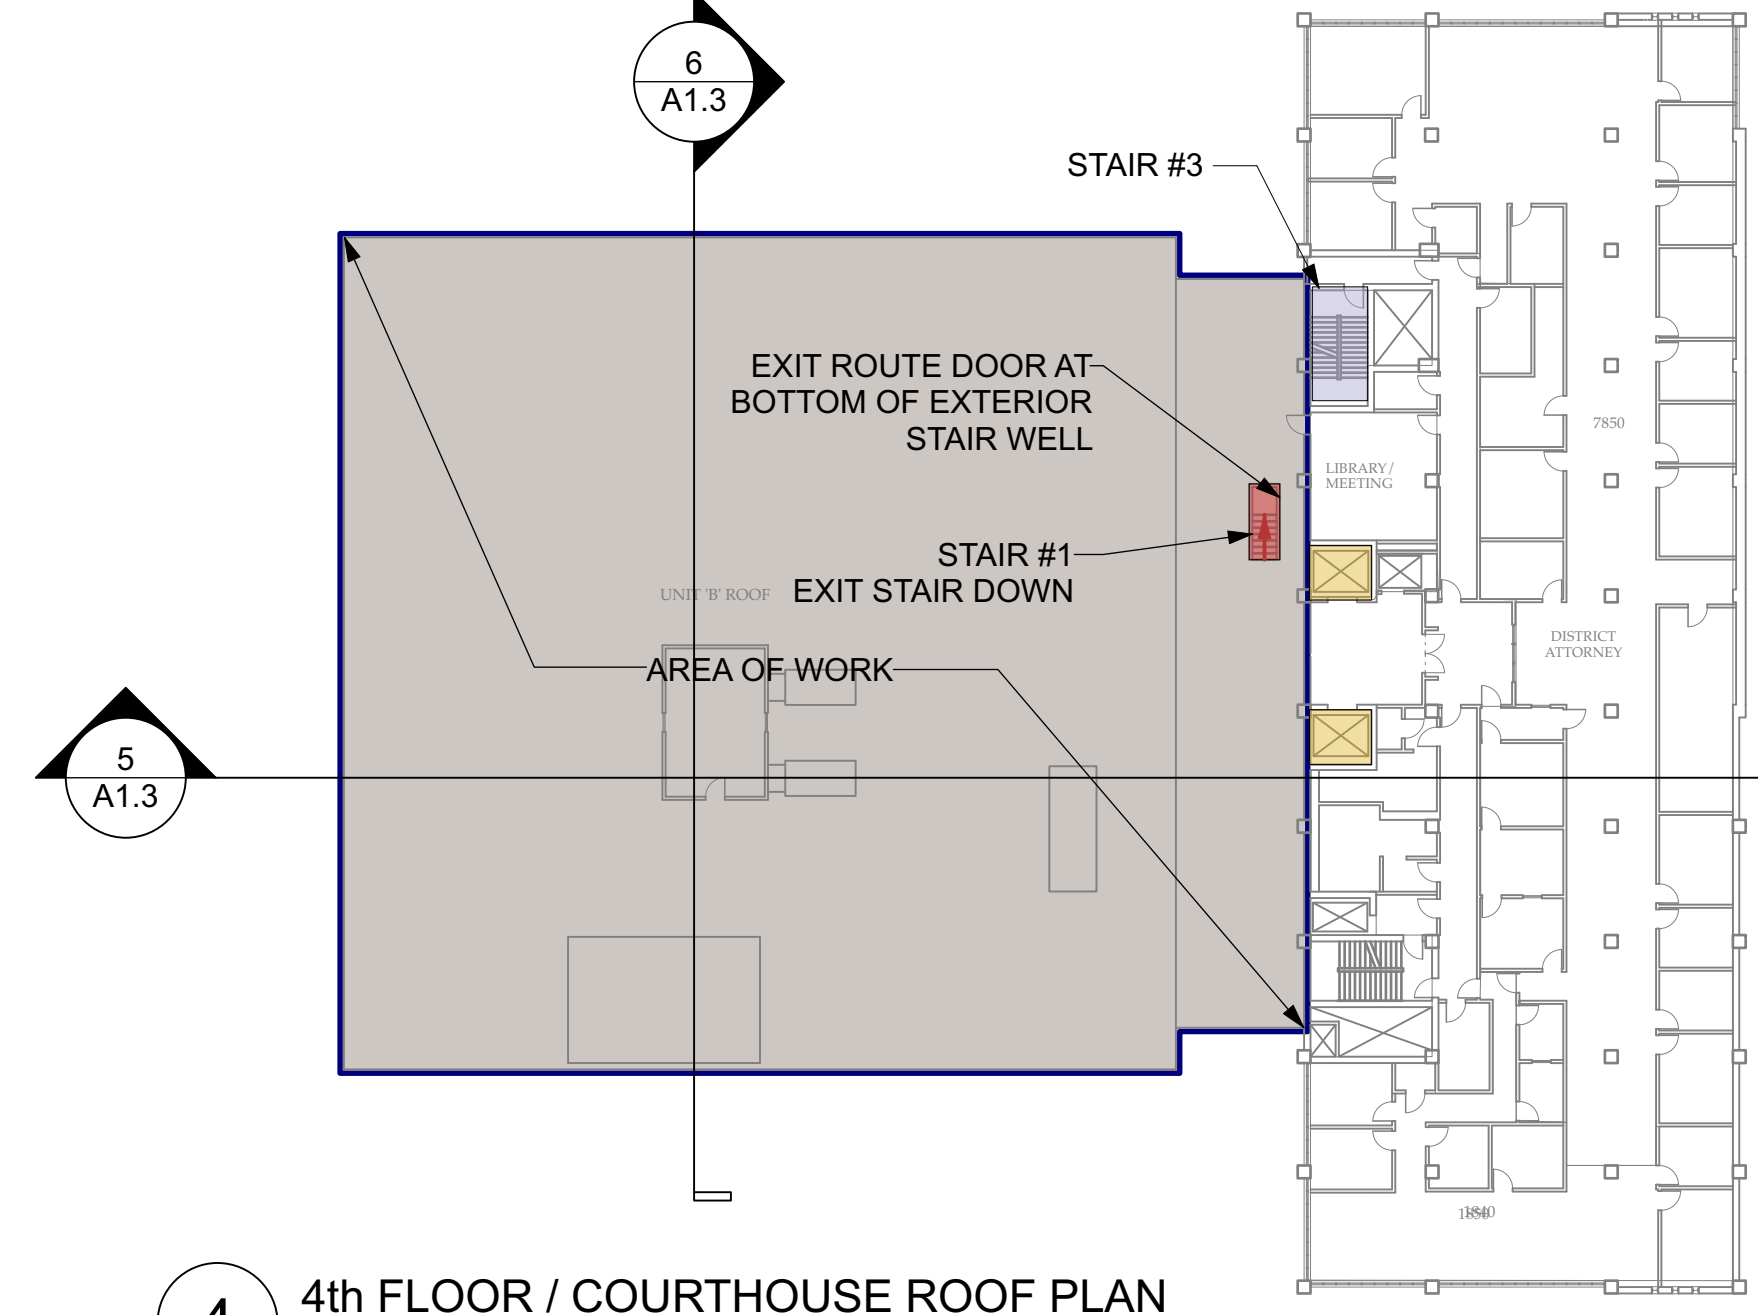 6
A1.3
STAIR #3
EXIT ROUTE DOOR AT
BOTTOM OF EXTERIOR
STAIR WELL
7850
LIBRARY/
MEETING
STAIR #1
EXIT STAIR DOWN
UNIT 'B' ROOF
DISTRICT
ATTORNEY
AREA OF WORK
5
A1.3
4
4th FLOOR / COURTHOUSE ROOF PLAN